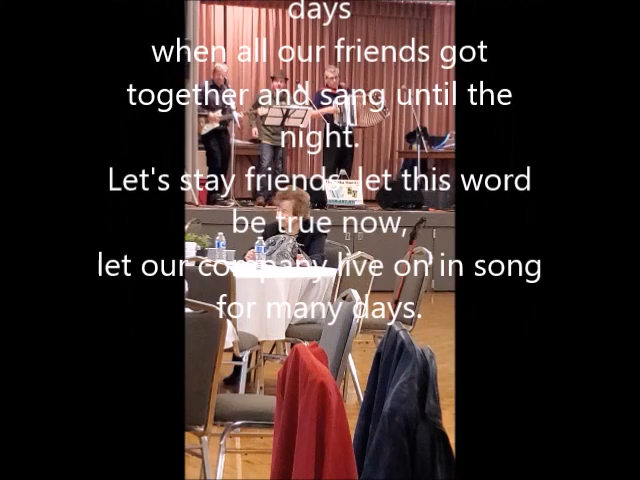 days
when all our friends got
together and sang until the
night.
Let's stay friends, let this word
be true now,
let our company live on in song
for many days.